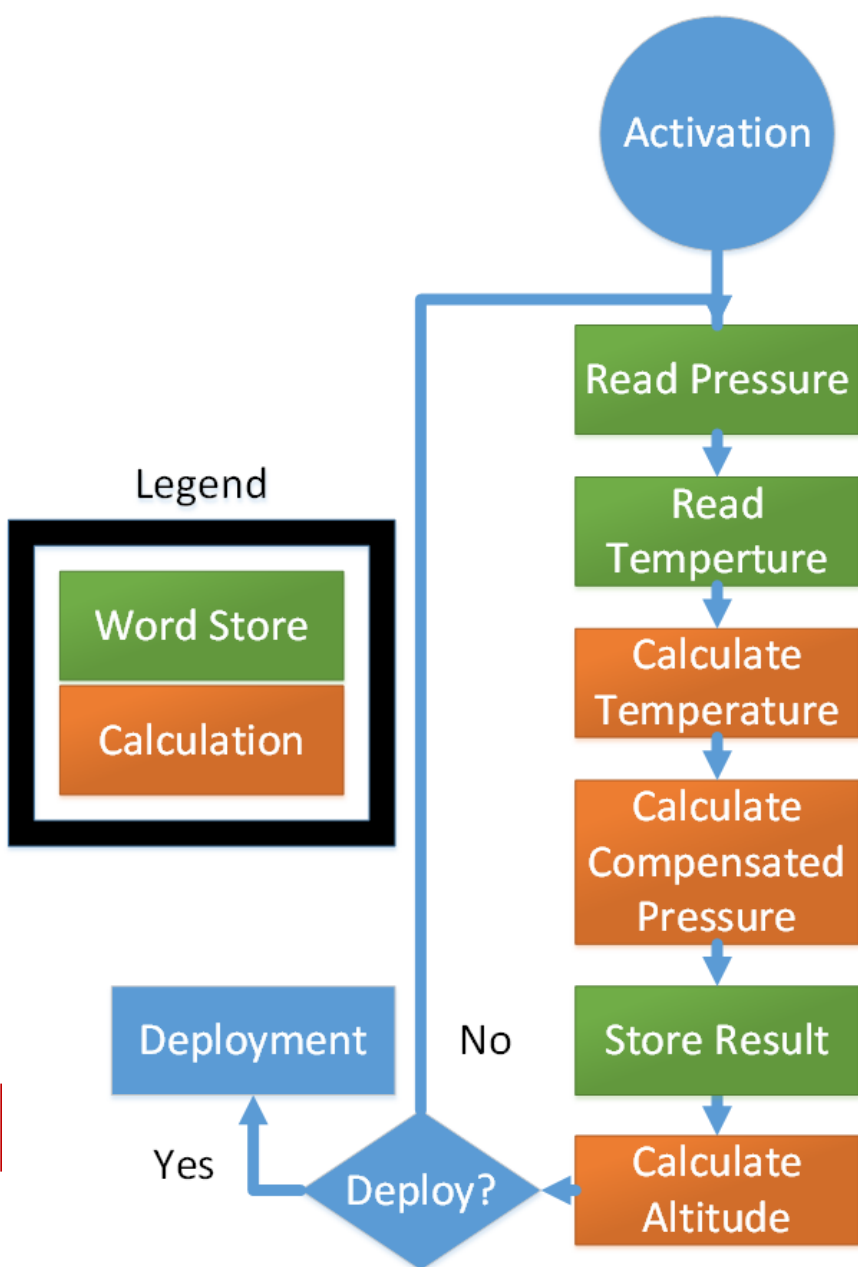 Activation
Read Pressure
Read
Temperture
Calculate
Temperature
Calculate
Compensated
Pressure
Store Result
Calculate
Altitude
Deploy?
No
Yes
Deployment
Legend
Word Store
Calculation